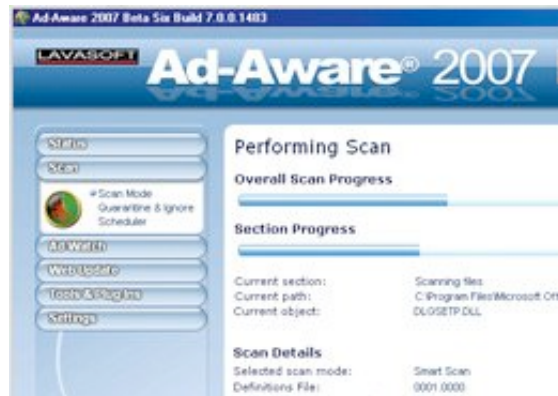 Ad-Aware 2007 Beta Six Build 7.0.0.1483
LAVASOFT
Ad-Aware® 2007
Status
Scan
Scan Mode
Quarantine & Ignore
Scheduler
Ad Watch
Web Update
Tools & Plug-Ins
Settings
Performing Scan
Overall Scan Progress
Section Progress
Current section: Scanning files
Current path: C:\Program Files\Microsoft Off
Current object: DLGSETP.DLL
Scan Details
Selected scan mode: Smart Scan
Definitions File: 0001.0000